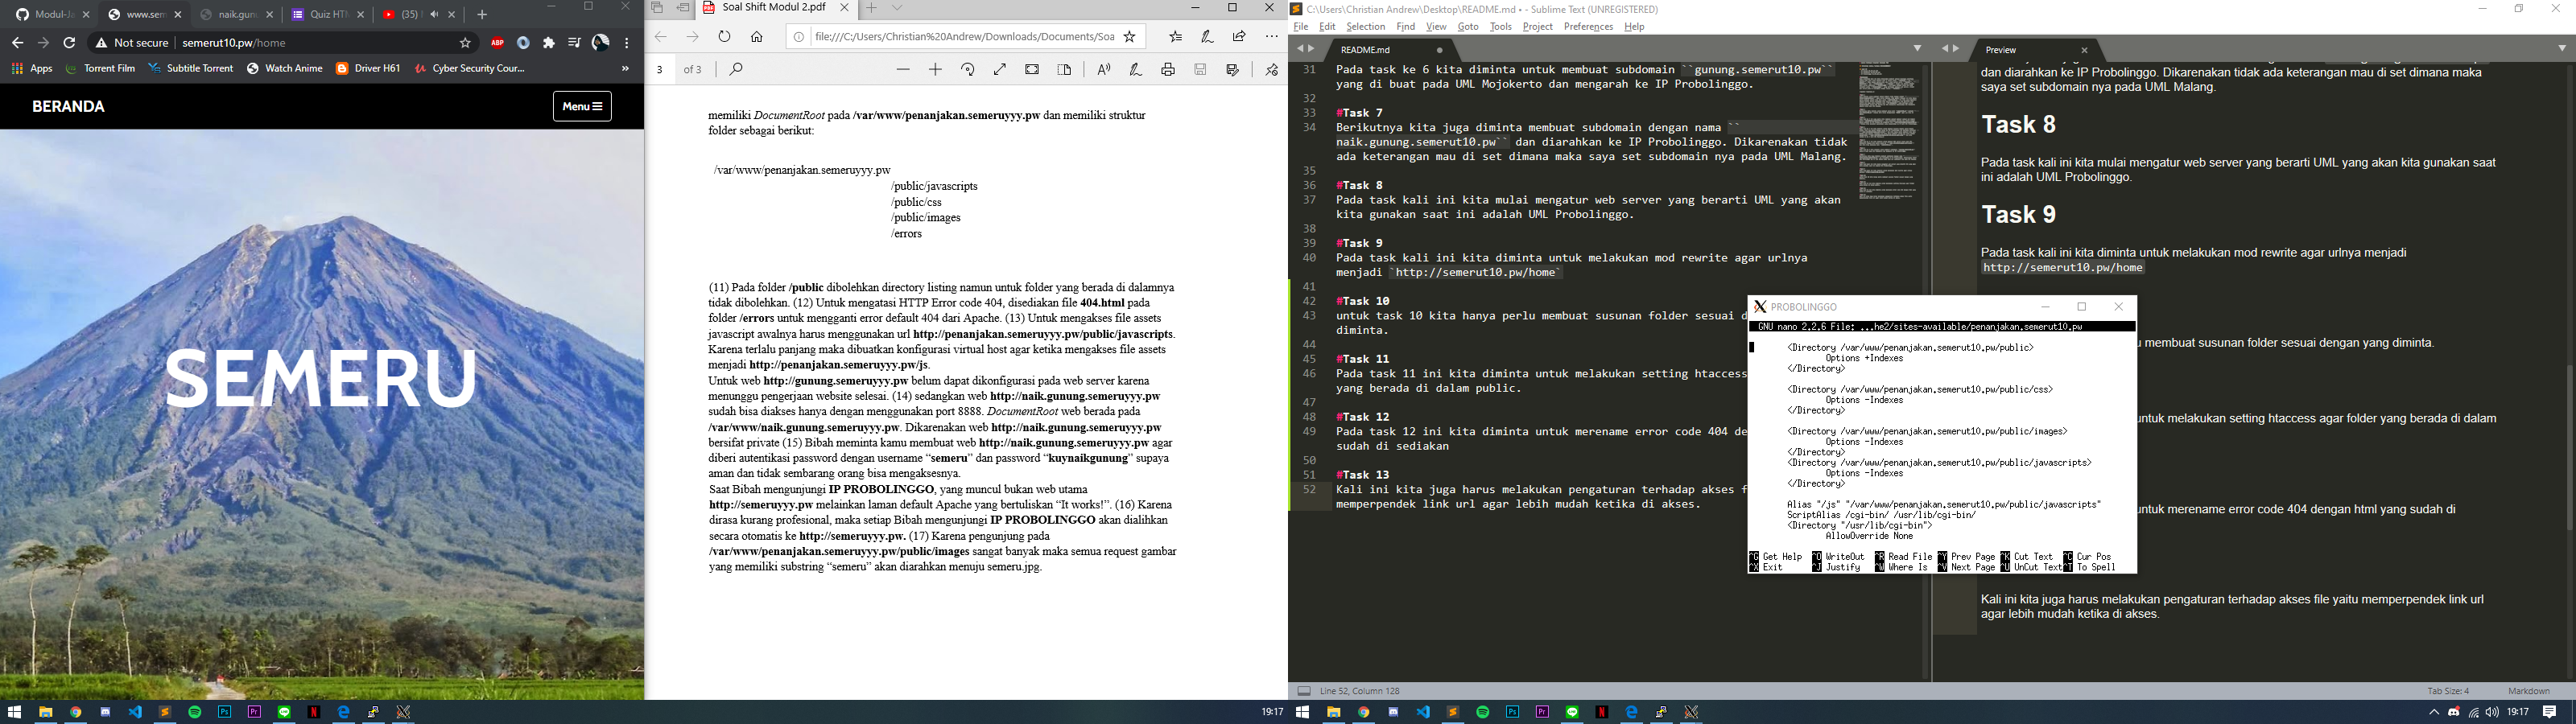 Modul-Ja
www.sem
naik.gunu
Quiz HTM
(35)
Not secure
semerut10.pw/home
Apps
Torrent Film
Subtitle Torrent
Watch Anime
Driver H61
Cyber Security Cour...
BERANDA
Menu
SEMERU
Soal Shift Modul 2.pdf
file:///C:/Users/Christian%20Andrew/Downloads/Documents/Soa
3 of 3
memiliki DocumentRoot pada /var/www/penanjakan.semeruyyy.pw dan memiliki struktur
folder sebagai berikut:
/var/www/penanjakan.semeruyyy.pw
/public/javascripts
/public/css
/public/images
/errors
(11) Pada folder /public dibolehkan directory listing namun untuk folder yang berada di dalamnya
tidak dibolehkan. (12) Untuk mengatasi HTTP Error code 404, disediakan file 404.html pada
folder /errors untuk mengganti error default 404 dari Apache. (13) Untuk mengakses file assets
javascript awalnya harus menggunakan url http://penanjakan.semeruyyy.pw/public/javascripts.
Karena terlalu panjang maka dibuatkan konfigurasi virtual host agar ketika mengakses file assets
menjadi http://penanjakan.semeruyyy.pw/js.
Untuk web http://gunung.semeruyyy.pw belum dapat dikonfigurasi pada web server karena
menunggu pengerjaan website selesai. (14) sedangkan web http://naik.gunung.semeruyyy.pw
sudah bisa diakses hanya dengan menggunakan port 8888. DocumentRoot web berada pada
/var/www/naik.gunung.semeruyyy.pw. Dikarenakan web http://naik.gunung.semeruyyy.pw
bersifat private (15) Bibah meminta kamu membuat web http://naik.gunung.semeruyyy.pw agar
diberi autentikasi password dengan username “semeru” dan password “kuynaikgunung” supaya
aman dan tidak sembarang orang bisa mengaksesnya.
Saat Bibah mengunjungi IP PROBOLINGGO, yang muncul bukan web utama
http://semeruyyy.pw melainkan laman default Apache yang bertuliskan “It works!”. (16) Karena
dirasa kurang profesional, maka setiap Bibah mengunjungi IP PROBOLINGGO akan dialihkan
secara otomatis ke http://semeruyyy.pw. (17) Karena pengunjung pada
/var/www/penanjakan.semeruyyy.pw/public/images sangat banyak maka semua request gambar
yang memiliki substring “semeru” akan diarahkan menuju semeru.jpg.
19:17
C:\Users\Christian Andrew\Desktop\README.md • - Sublime Text (UNREGISTERED)
File Edit Selection Find View Goto Tools Project Preferences Help
README.md
31 Pada task ke 6 kita diminta untuk membuat subdomain ``gunung.semerut10.pw``
yang di buat pada UML Mojokerto dan mengarah ke IP Probolinggo.
32
33 #Task 7
34 Berikutnya kita juga diminta membuat subdomain dengan nama ``
naik.gunung.semerut10.pw`` dan diarahkan ke IP Probolinggo. Dikarenakan tidak
ada keterangan mau di set dimana maka saya set subdomain nya pada UML Malang.
35
36 #Task 8
37 Pada task kali ini kita mulai mengatur web server yang berarti UML yang akan
kita gunakan saat ini adalah UML Probolinggo.
38
39 #Task 9
40 Pada task kali ini kita diminta untuk melakukan mod rewrite agar urlnya
menjadi `http://semerut10.pw/home`
41
42 #Task 10
43 untuk task 10 kita hanya perlu membuat susunan folder sesuai d
diminta.
44
45 #Task 11
46 Pada task 11 ini kita diminta untuk melakukan setting htaccess
yang berada di dalam public.
47
48 #Task 12
49 Pada task 12 ini kita diminta untuk merename error code 404 de
sudah di sediakan
50
51 #Task 13
52 Kali ini kita juga harus melakukan pengaturan terhadap akses f
memperpendek link url agar lebih mudah ketika di akses.
Preview
dan diarahkan ke IP Probolinggo. Dikarenakan tidak ada keterangan mau di set dimana maka
saya set subdomain nya pada UML Malang.
Task 8
Pada task kali ini kita mulai mengatur web server yang berarti UML yang akan kita gunakan saat
ini adalah UML Probolinggo.
Task 9
Pada task kali ini kita diminta untuk melakukan mod rewrite agar urlnya menjadi
http://semerut10.pw/home
u membuat susunan folder sesuai dengan yang diminta.
untuk melakukan setting htaccess agar folder yang berada di dalam
untuk merename error code 404 dengan html yang sudah di
Kali ini kita juga harus melakukan pengaturan terhadap akses file yaitu memperpendek link url
agar lebih mudah ketika di akses.
PROBOLINGGO
GNU nano 2.2.6 File: ...he2/sites-available/penanjakan.semerut10.pw
<Directory /var/www/penanjakan.semerut10.pw/public>
Options +Indexes
</Directory>
<Directory /var/www/penanjakan.semerut10.pw/public/css>
Options -Indexes
</Directory>
<Directory /var/www/penanjakan.semerut10.pw/public/images>
Options -Indexes
</Directory>
<Directory /var/www/penanjakan.semerut10.pw/public/javascripts>
Options -Indexes
</Directory>
Alias "/js" "/var/www/penanjakan.semerut10.pw/public/javascripts"
ScriptAlias /cgi-bin/ /usr/lib/cgi-bin/
<Directory "/usr/lib/cgi-bin">
AllowOverride None
^G Get Help ^O WriteOut ^R Read File ^Y Prev Page ^K Cut Text ^C Cur Pos
^X Exit ^J Justify ^W Where Is ^V Next Page ^U UnCut Text ^T To Spell
Line 52, Column 128
Tab Size: 4
Markdown
19:17